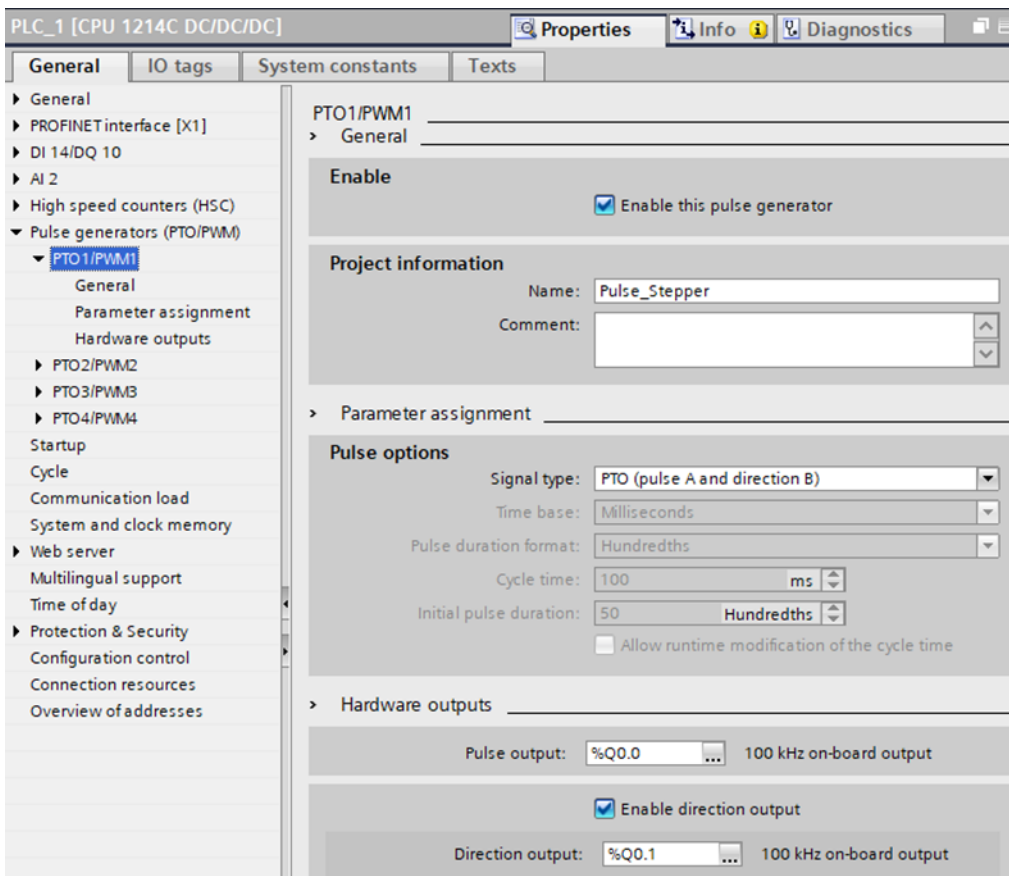 PLC_1 [CPU 1214C DC/DC/DC]
Properties
Info
Diagnostics
General
IO tags
System constants
Texts
General
PROFINET interface [X1]
DI 14/DQ 10
AI 2
High speed counters (HSC)
Pulse generators (PTO/PWM)
PTO1/PWM1
General
Parameter assignment
Hardware outputs
PTO2/PWM2
PTO3/PWM3
PTO4/PWM4
Startup
Cycle
Communication load
System and clock memory
Web server
Multilingual support
Time of day
Protection & Security
Configuration control
Connection resources
Overview of addresses
PTO1/PWM1
General
Enable
Enable this pulse generator
Project information
Name: Pulse_Stepper
Comment:
Parameter assignment
Pulse options
Signal type: PTO (pulse A and direction B)
Time base: Milliseconds
Pulse duration format: Hundredths
Cycle time: 100 ms
Initial pulse duration: 50 Hundredths
Allow runtime modification of the cycle time
Hardware outputs
Pulse output: %Q0.0 ... 100 kHz on-board output
Enable direction output
Direction output: %Q0.1 ... 100 kHz on-board output